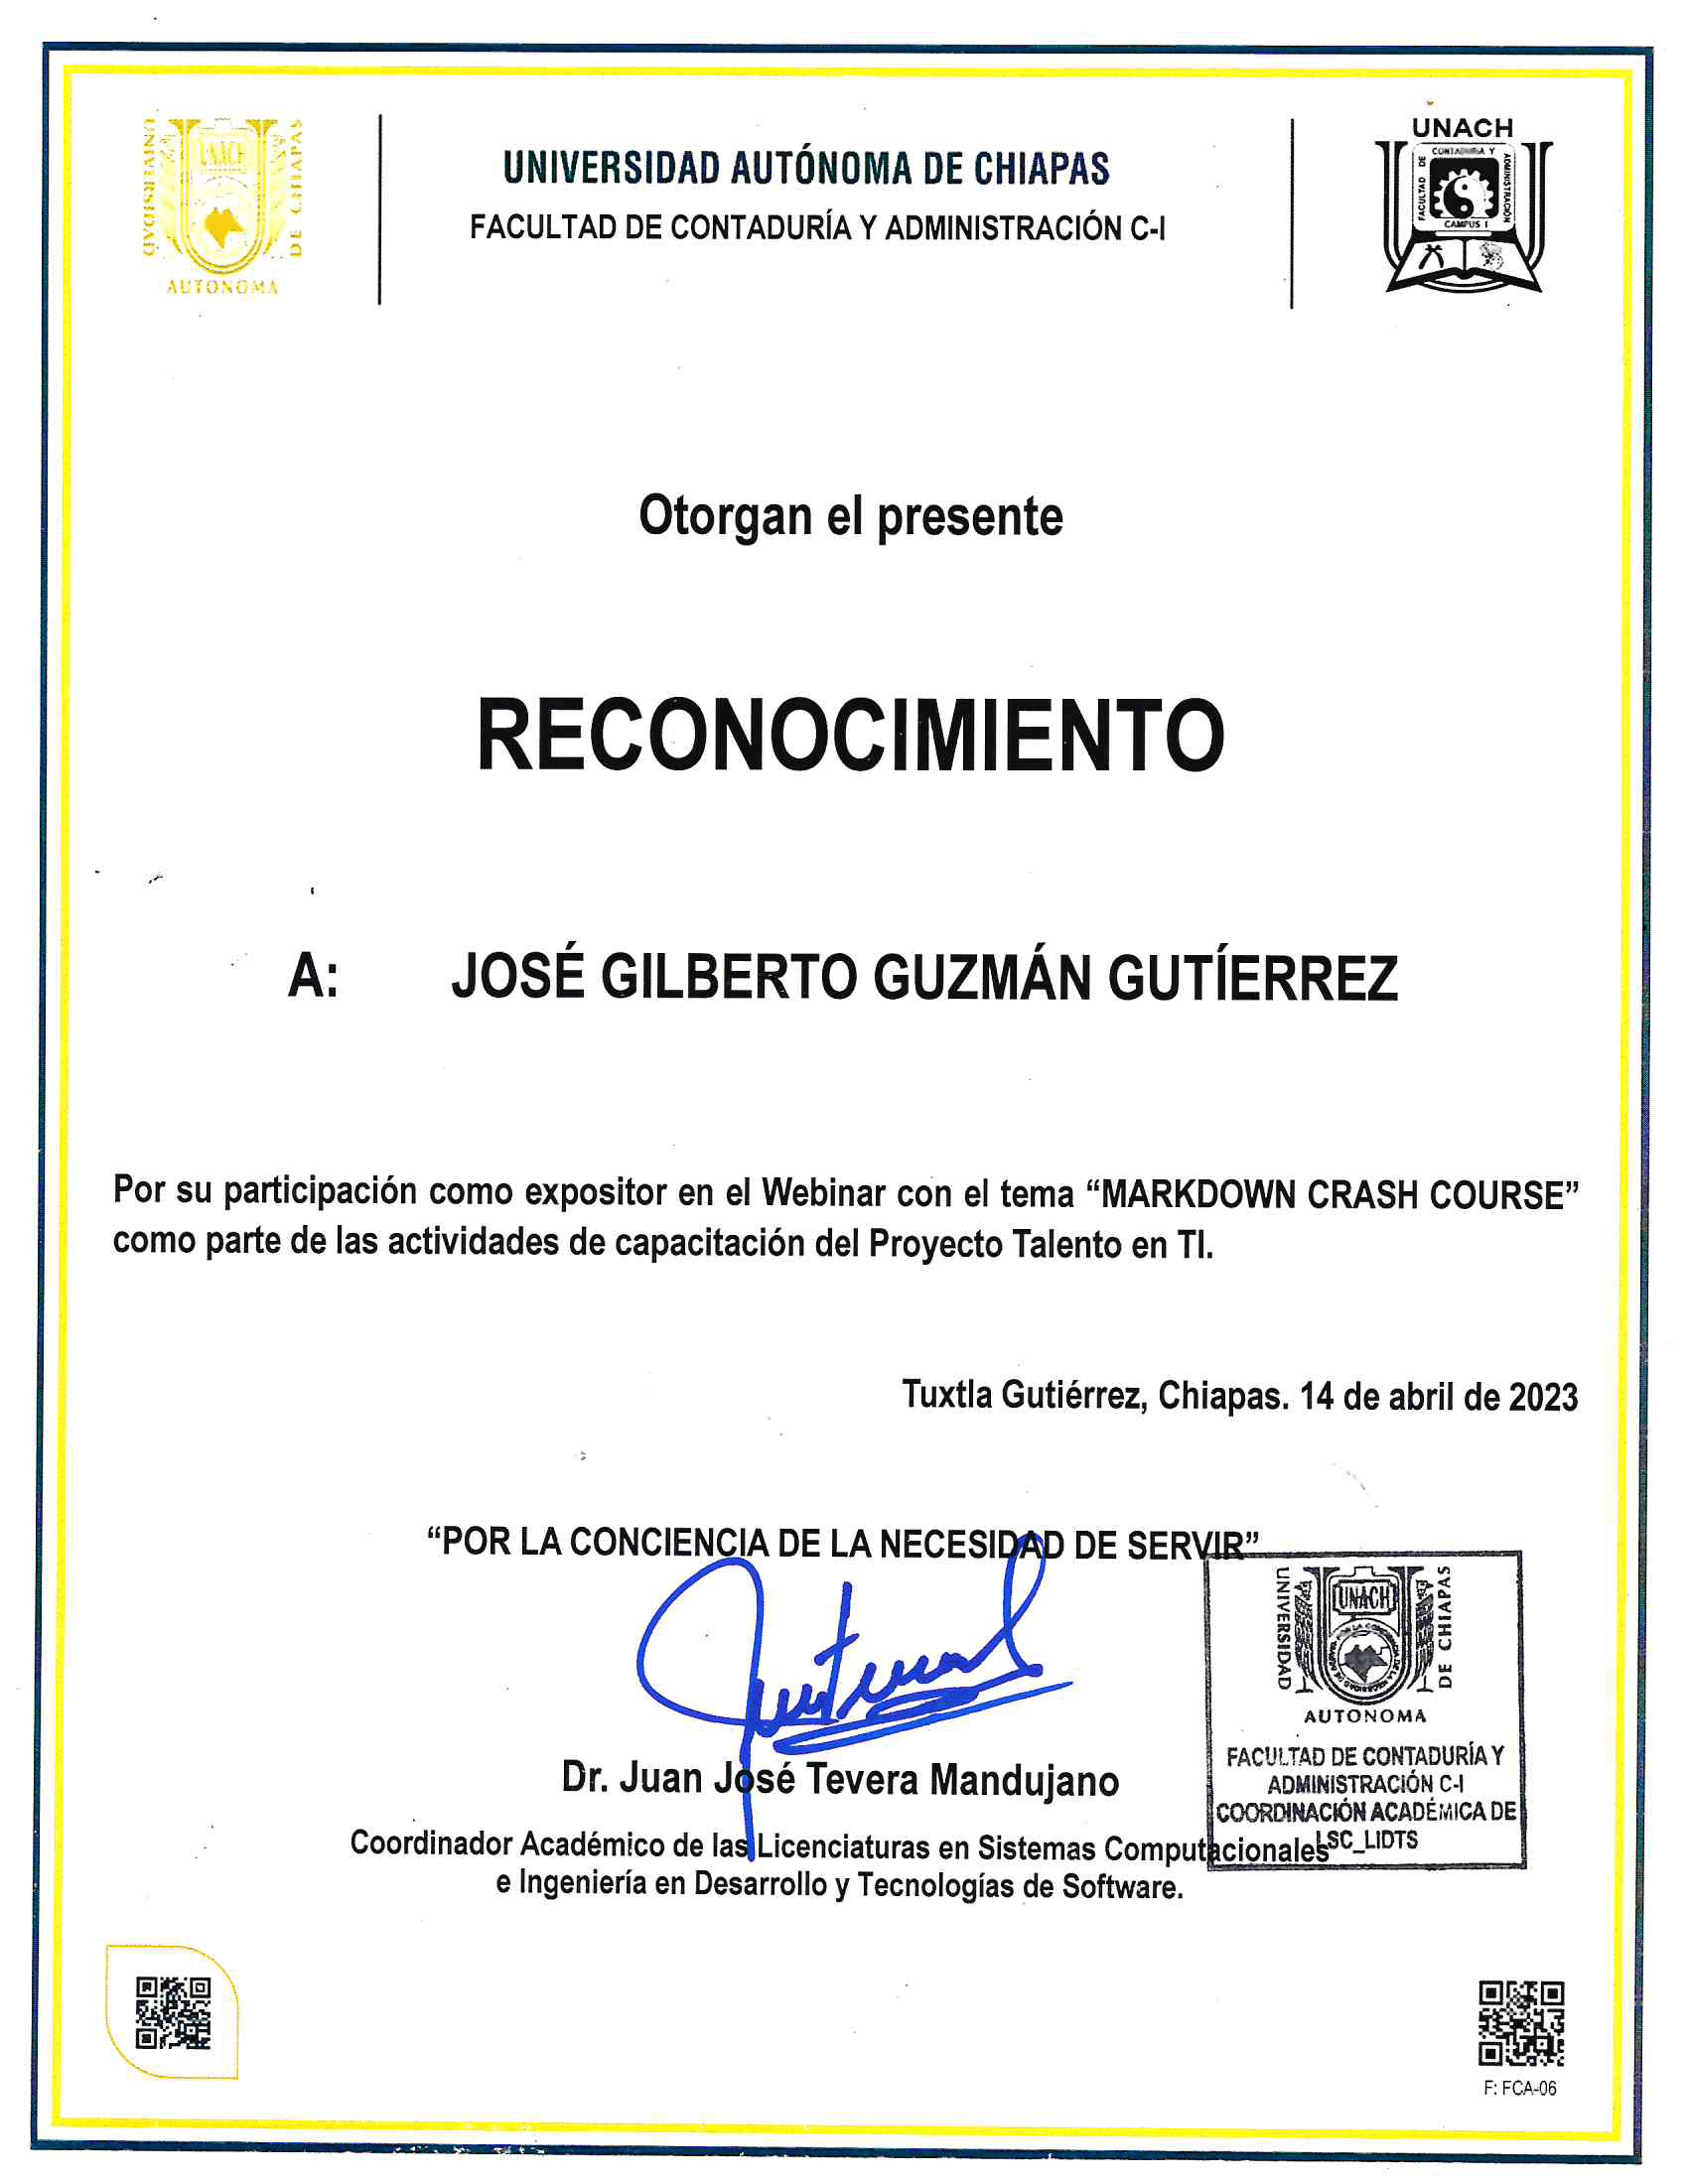 UNIVERSIDAD AUTÓNOMA DE CHIAPAS
FACULTAD DE CONTADURÍA Y ADMINISTRACIÓN C-I
UNIVERSIDAD
UNACH
DE CHIAPAS
AUTONOMA
UNACH
CONTADURIA Y
FACULTAD DE
ADMINISTRACIÓN
CAMPUS I
Otorgan el presente
RECONOCIMIENTO
A: JOSÉ GILBERTO GUZMÁN GUTÍERREZ
Por su participación como expositor en el Webinar con el tema “MARKDOWN CRASH COURSE”
como parte de las actividades de capacitación del Proyecto Talento en TI.
Tuxtla Gutiérrez, Chiapas. 14 de abril de 2023
“POR LA CONCIENCIA DE LA NECESIDAD DE SERVIR”
Dr. Juan José Tevera Mandujano
Coordinador Académico de las Licenciaturas en Sistemas Computacionales
e Ingeniería en Desarrollo y Tecnologías de Software.
UNIVERSIDAD
UNACH
DE CHIAPAS
AUTONOMA
FACULTAD DE CONTADURÍA Y
ADMINISTRACIÓN C-I
COORDINACIÓN ACADÉMICA DE
LSC_LIDTS
F: FCA-06